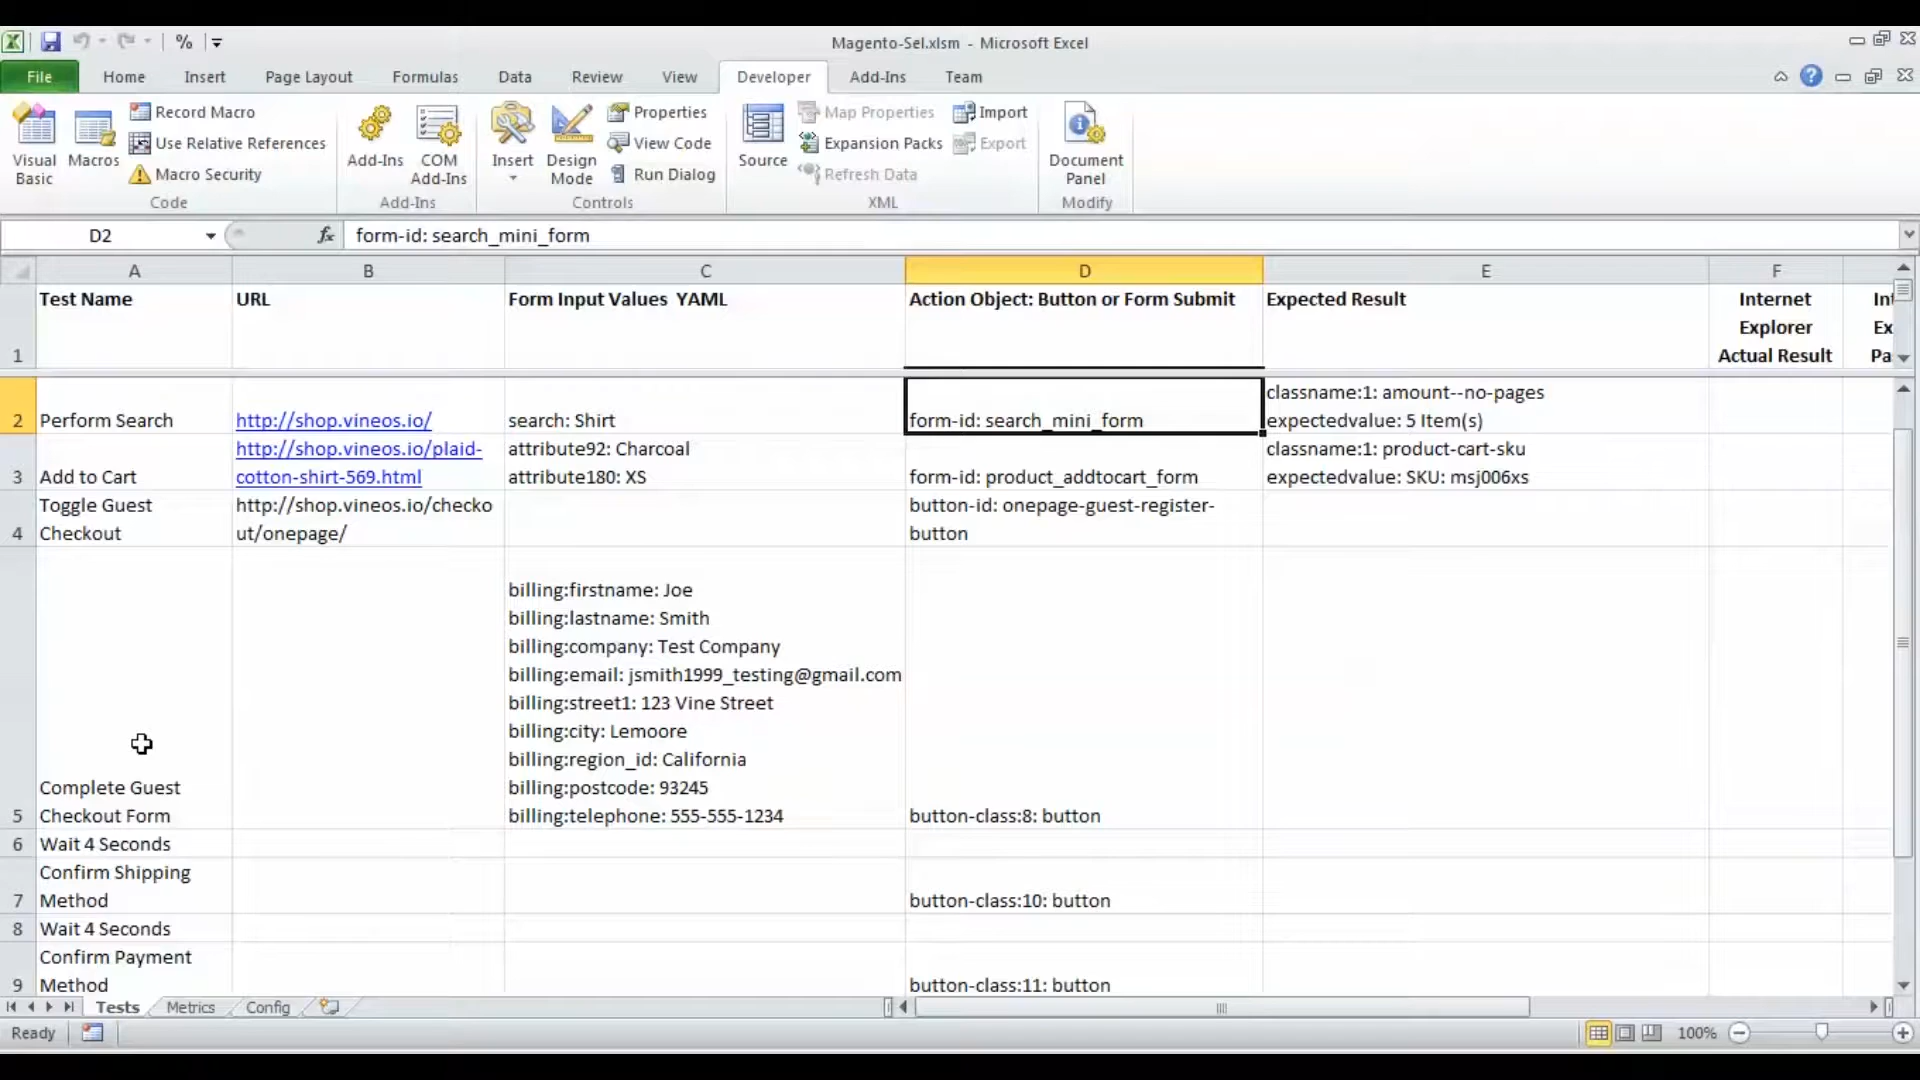 Magento-Sel.xlsm - Microsoft Excel
File Home Insert Page Layout Formulas Data Review View Developer Add-Ins Team
Visual Basic
Macros
Record Macro
Use Relative References
Macro Security
Code
Add-Ins
COM Add-Ins
Add-Ins
Insert
Design Mode
Properties
View Code
Run Dialog
Controls
Source
Map Properties
Expansion Packs
Refresh Data
Import
Export
XML
Document Panel
Modify
D2
fx
form-id: search_mini_form
A B C D E F
1
Test Name
URL
Form Input Values YAML
Action Object: Button or Form Submit
Expected Result
Internet
Explorer
Actual Result
Int
Ex
Pa
2
Perform Search
http://shop.vineos.io/
search: Shirt
form-id: search_mini_form
classname:1: amount--no-pages
expectedvalue: 5 Item(s)
3
Add to Cart
http://shop.vineos.io/plaid-
cotton-shirt-569.html
attribute92: Charcoal
attribute180: XS
form-id: product_addtocart_form
classname:1: product-cart-sku
expectedvalue: SKU: msj006xs
4
Toggle Guest
Checkout
http://shop.vineos.io/checko
ut/onepage/
button-id: onepage-guest-register-
button
5
Complete Guest
Checkout Form
billing:firstname: Joe
billing:lastname: Smith
billing:company: Test Company
billing:email: jsmith1999_testing@gmail.com
billing:street1: 123 Vine Street
billing:city: Lemoore
billing:region_id: California
billing:postcode: 93245
billing:telephone: 555-555-1234
button-class:8: button
6
Wait 4 Seconds
7
Confirm Shipping
Method
button-class:10: button
8
Wait 4 Seconds
9
Confirm Payment
Method
button-class:11: button
Tests Metrics Config
Ready
100%